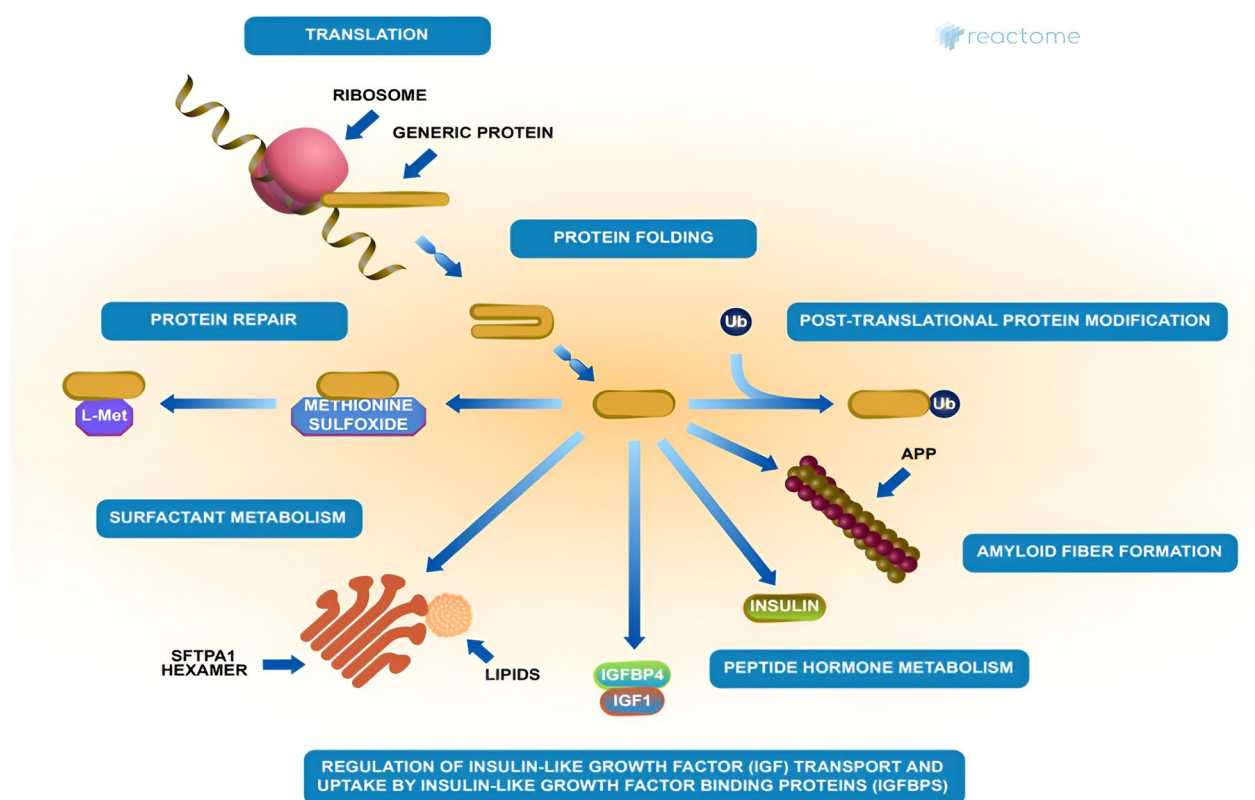 TRANSLATION
reactome
RIBOSOME
GENERIC PROTEIN
PROTEIN FOLDING
PROTEIN REPAIR
Ub
POST-TRANSLATIONAL PROTEIN MODIFICATION
L-Met
METHIONINE
SULFOXIDE
Ub
APP
SURFACTANT METABOLISM
AMYLOID FIBER FORMATION
INSULIN
SFTPA1
HEXAMER
LIPIDS
IGFBP4
IGF1
PEPTIDE HORMONE METABOLISM
REGULATION OF INSULIN-LIKE GROWTH FACTOR (IGF) TRANSPORT AND
UPTAKE BY INSULIN-LIKE GROWTH FACTOR BINDING PROTEINS (IGFBPS)